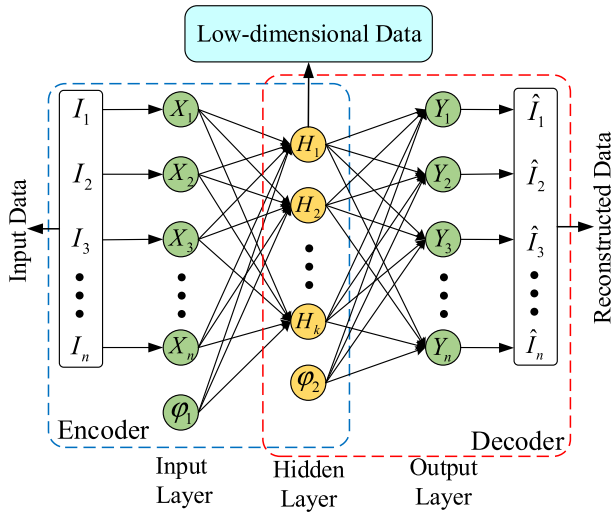 Low-dimensional Data
Input Data
I₁
I₂
I₃
Iₙ
X₁
X₂
X₃
Xₙ
φ₁
H₁
H₂
Hₖ
φ₂
Y₁
Y₂
Y₃
Yₙ
Î₁
Î₂
Î₃
Îₙ
Reconstructed Data
Encoder
Decoder
Input
Layer
Hidden
Layer
Output
Layer